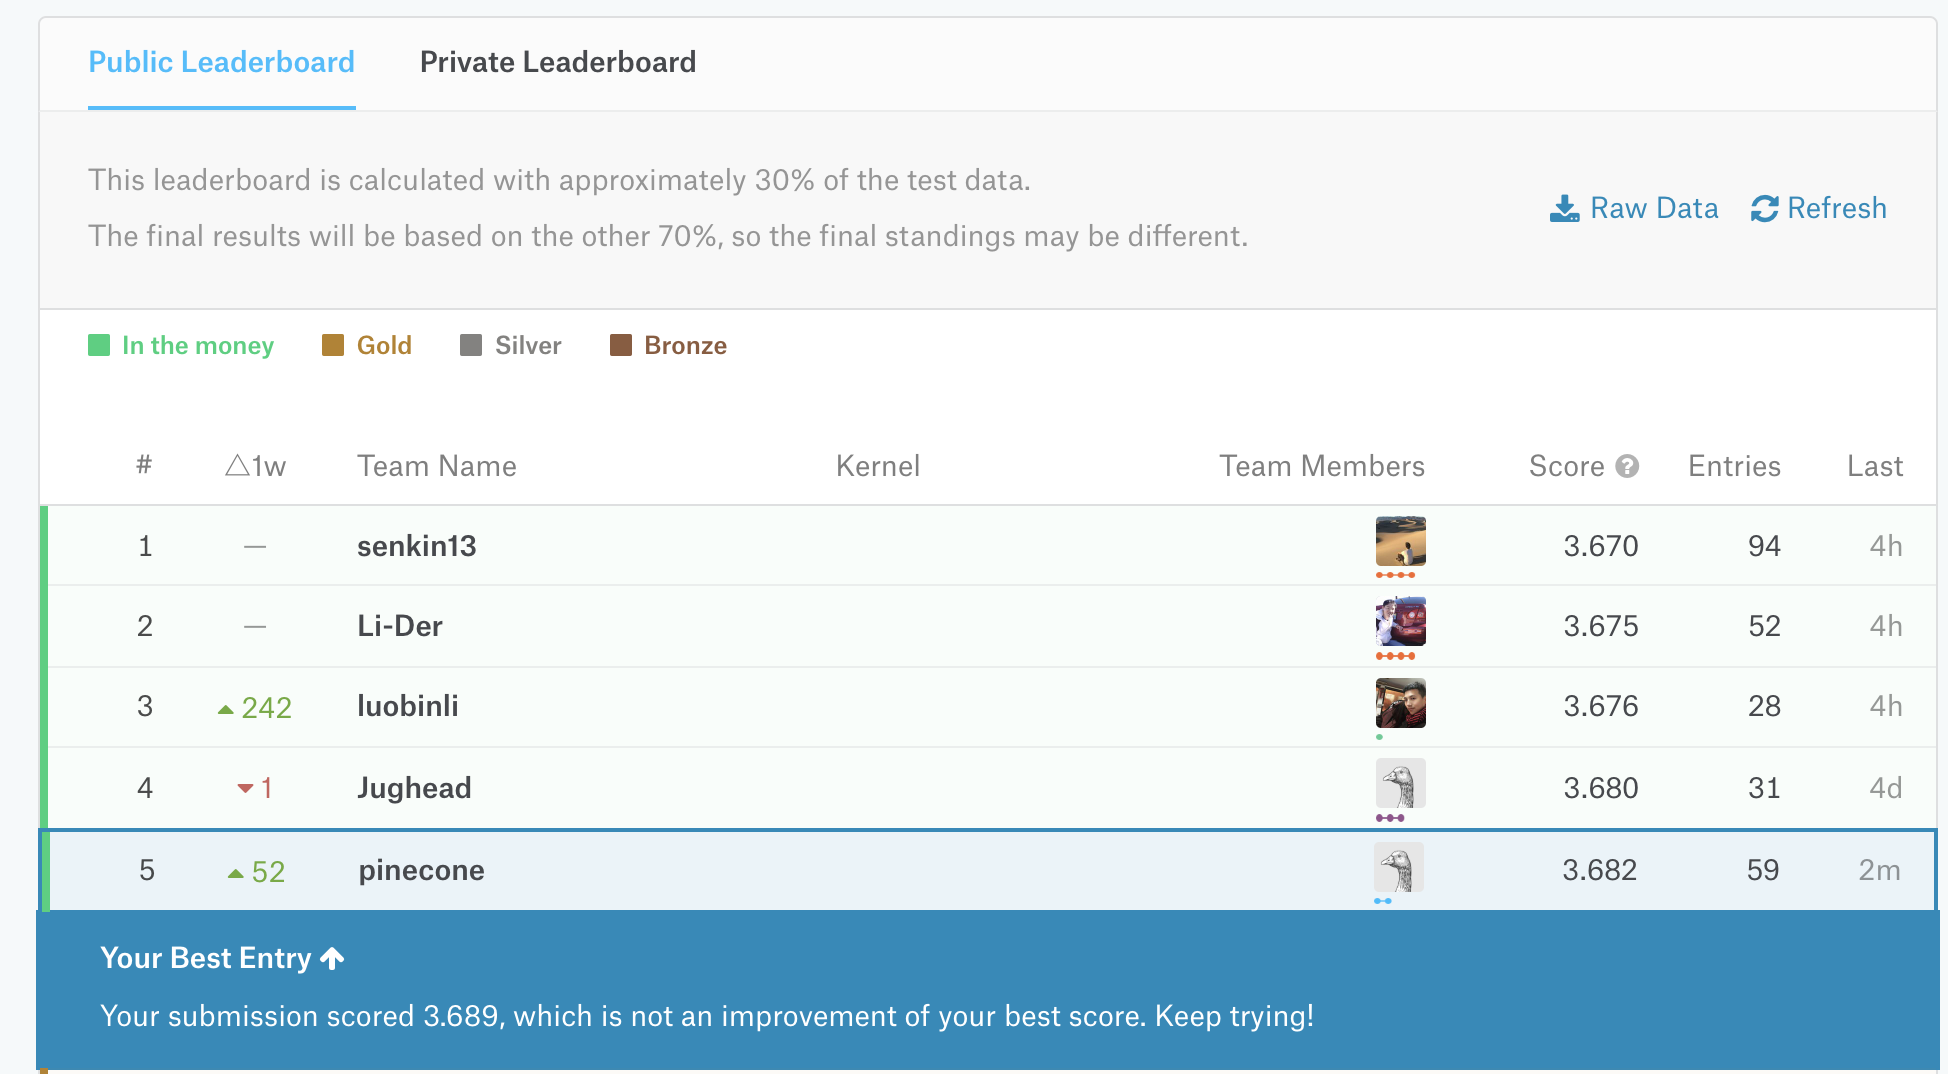 Public Leaderboard Private Leaderboard
This leaderboard is calculated with approximately 30% of the test data.
The final results will be based on the other 70%, so the final standings may be different.
Raw Data Refresh
In the money Gold Silver Bronze
# △1w Team Name Kernel Team Members Score ? Entries Last
1 — senkin13 3.670 94 4h
2 — Li-Der 3.675 52 4h
3 ▲ 242 luobinli 3.676 28 4h
4 ▼ 1 Jughead 3.680 31 4d
5 ▲ 52 pinecone 3.682 59 2m
Your Best Entry ↑
Your submission scored 3.689, which is not an improvement of your best score. Keep trying!